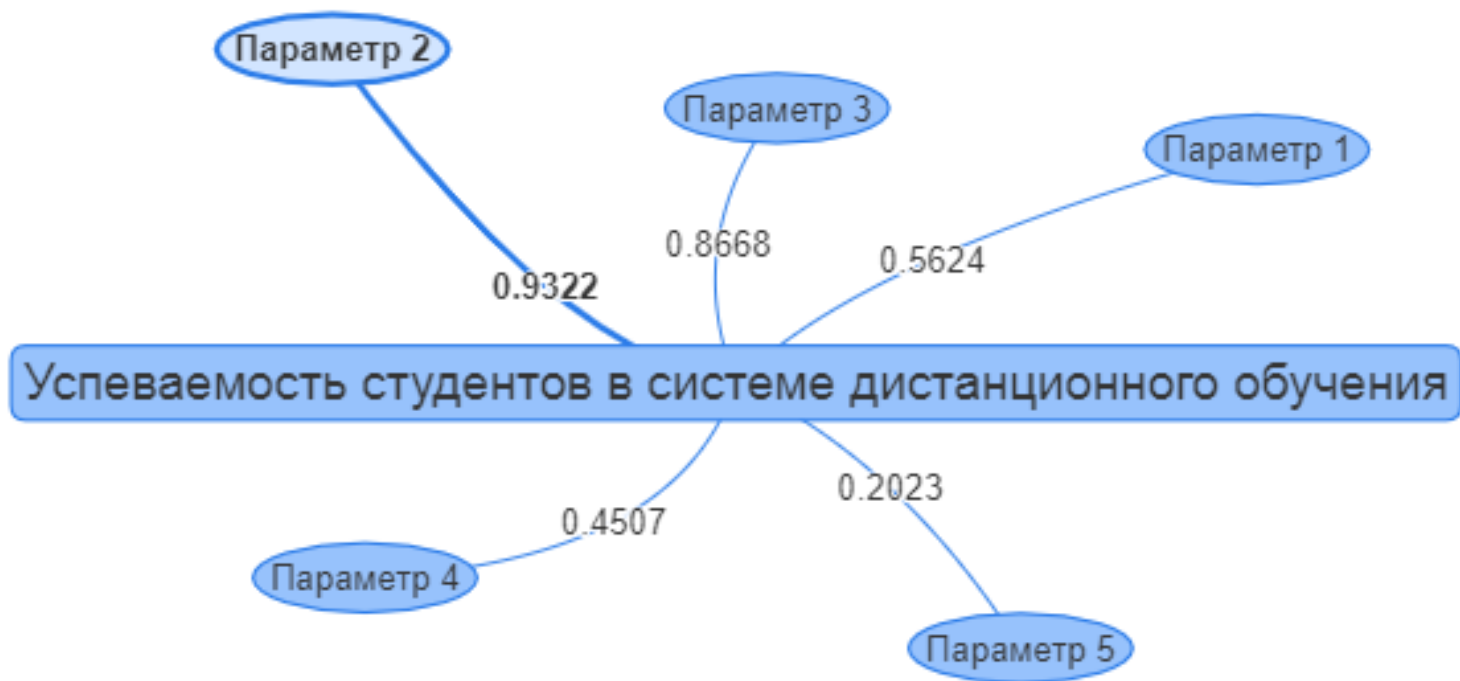 Параметр 2
Параметр 3
Параметр 1
0.8668
0.5624
0.9322
Успеваемость студентов в системе дистанционного обучения
0.2023
0.4507
Параметр 4
Параметр 5